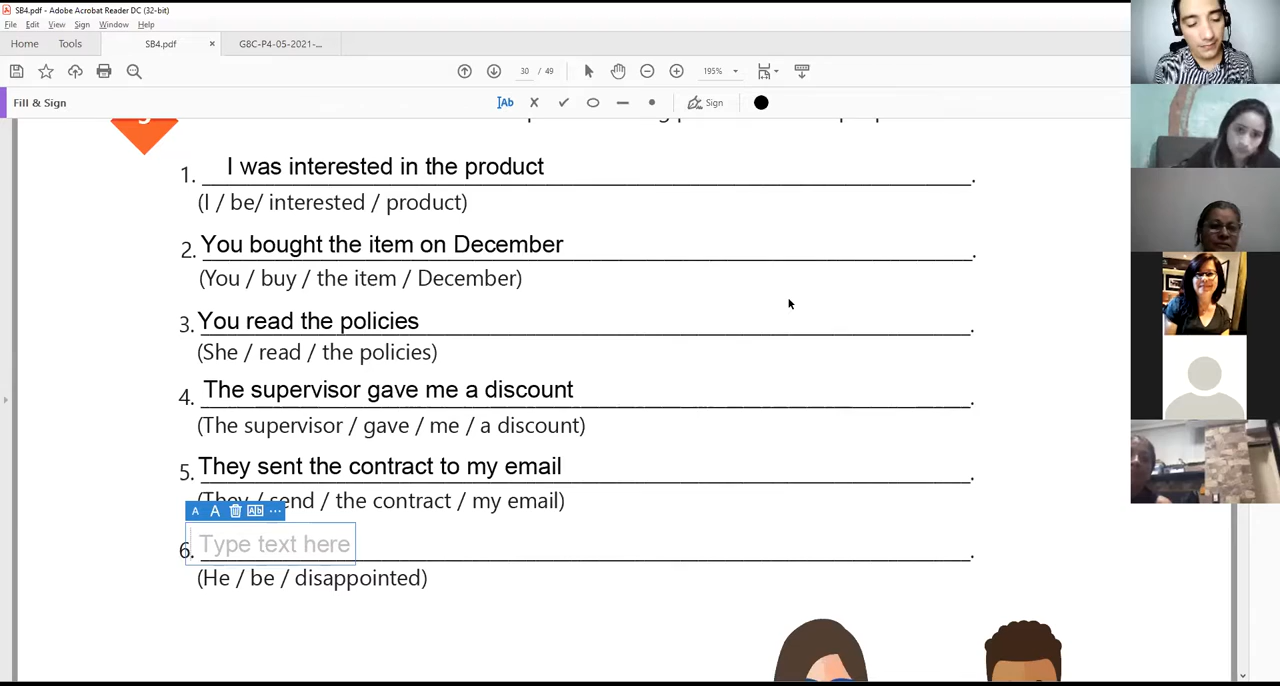 SB4.pdf - Adobe Acrobat Reader DC (32-bit)
File Edit View Sign Window Help
Home Tools SB4.pdf × G8C-P4-05-2021-...
30 / 49 195%
Fill & Sign Ab Sign
1. I was interested in the product.
(I / be/ interested / product)
2. You bought the item on December.
(You / buy / the item / December)
3. You read the policies.
(She / read / the policies)
4. The supervisor gave me a discount.
(The supervisor / gave / me / a discount)
5. They sent the contract to my email.
(They / send / the contract / my email)
A A Ab ...
6. Type text here.
(He / be / disappointed)